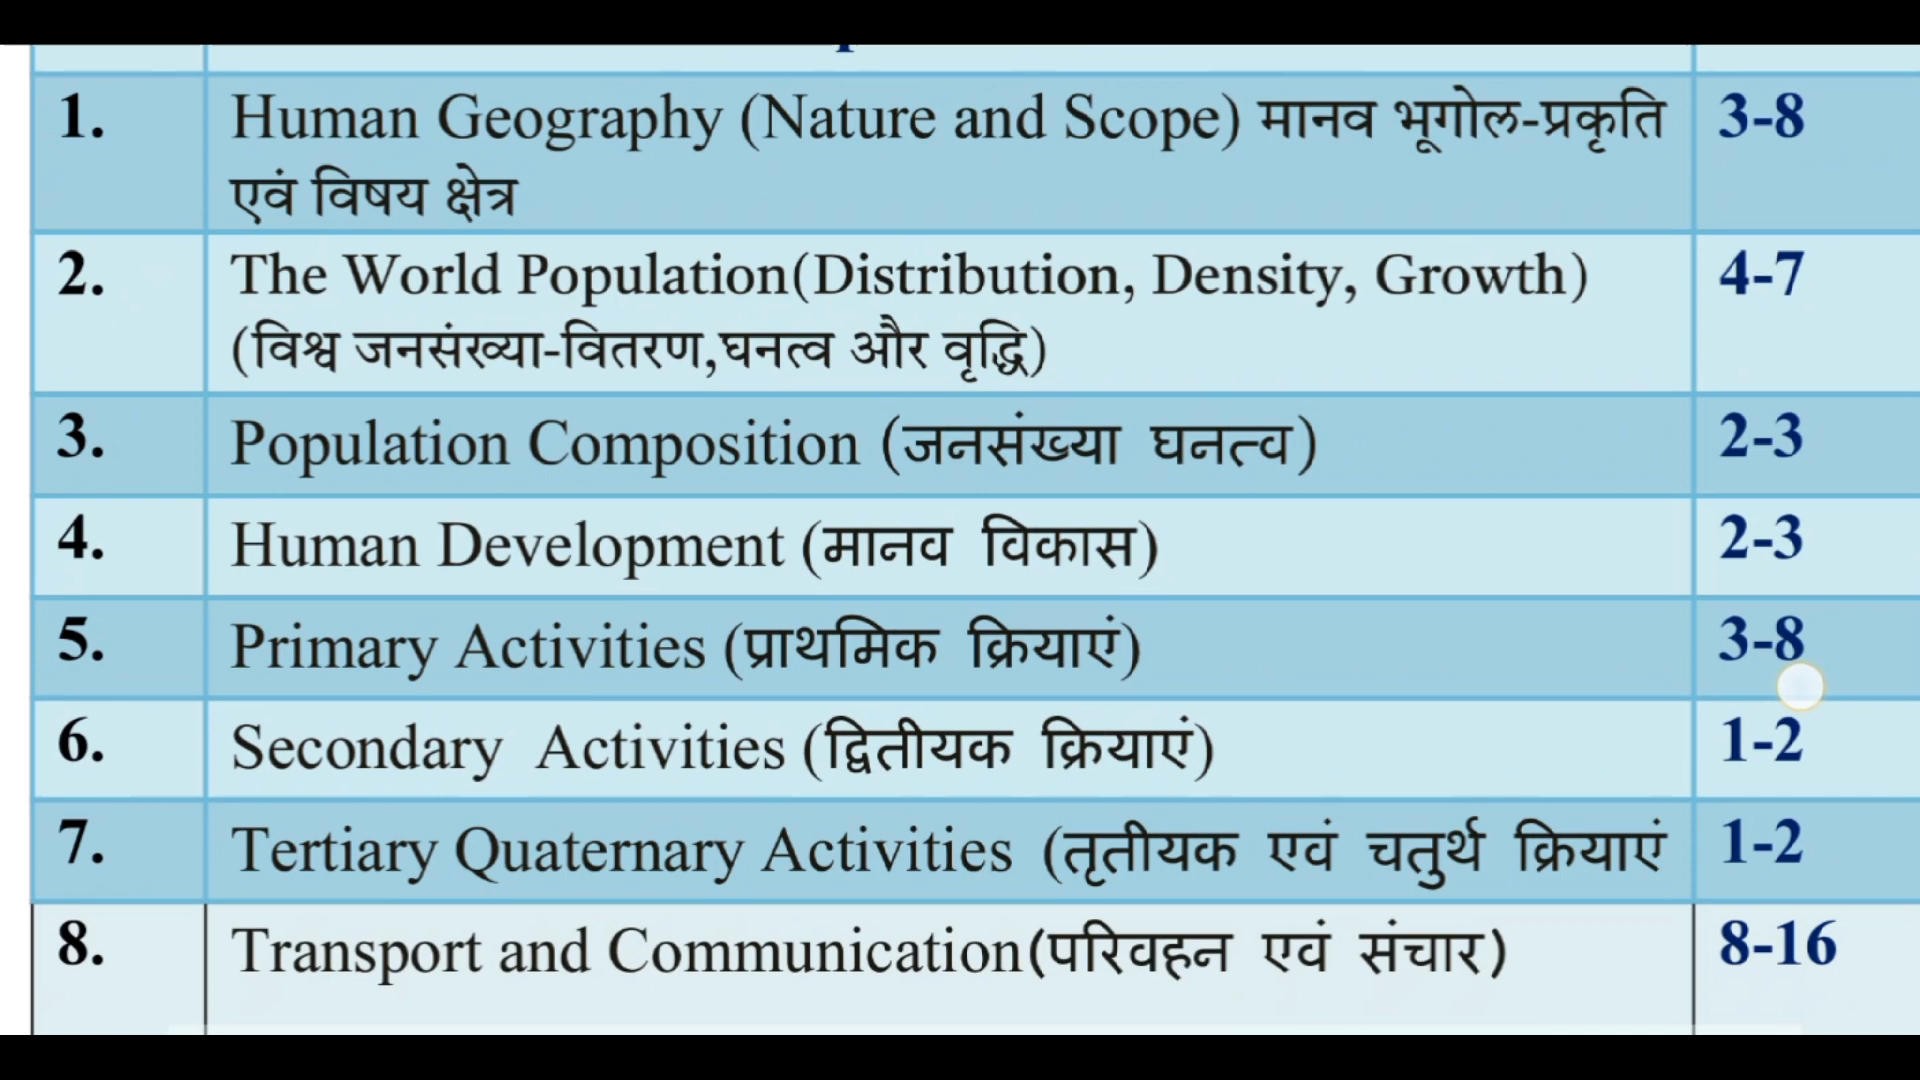 1. Human Geography (Nature and Scope) मानव भूगोल-प्रकृति 3-8
एवं विषय क्षेत्र
2. The World Population(Distribution, Density, Growth) 4-7
(विश्व जनसंख्या-वितरण,घनत्व और वृद्धि)
3. Population Composition (जनसंख्या घनत्व) 2-3
4. Human Development (मानव विकास) 2-3
5. Primary Activities (प्राथमिक क्रियाएं) 3-8
6. Secondary Activities (द्वितीयक क्रियाएं) 1-2
7. Tertiary Quaternary Activities (तृतीयक एवं चतुर्थ क्रियाएं 1-2
8. Transport and Communication(परिवहन एवं संचार) 8-16